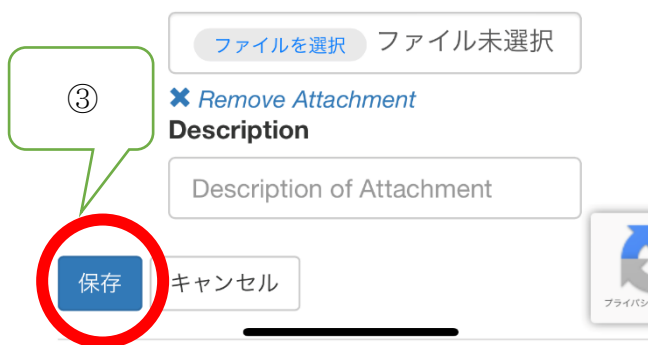 ファイルを選択 ファイル未選択
③
✖ Remove Attachment
Description
Description of Attachment
保存 キャンセル